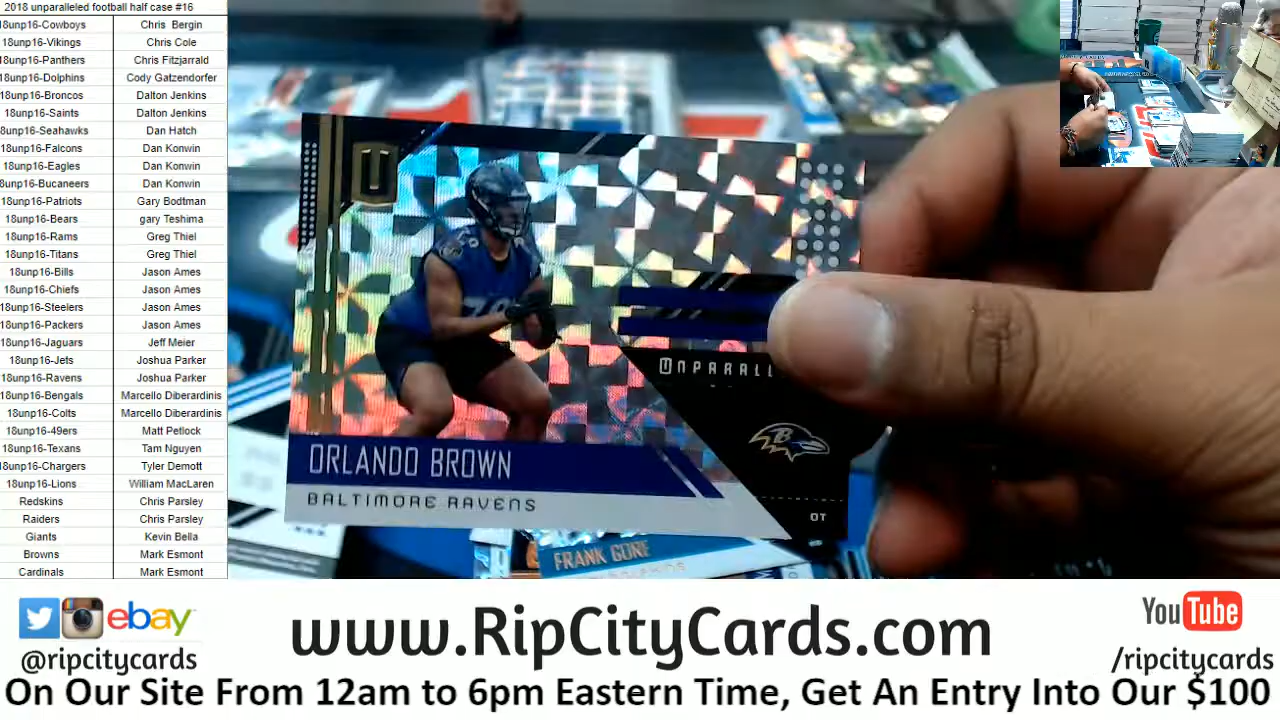 2018 unparalleled football half case #16
18unp16-Cowboys Chris Bergin
18unp16-Vikings Chris Cole
18unp16-Panthers Chris Fitzjarrald
18unp16-Dolphins Cody Gatzendorfer
18unp16-Broncos Dalton Jenkins
18unp16-Saints Dalton Jenkins
8unp16-Seahawks Dan Hatch
18unp16-Falcons Dan Konwin
18unp16-Eagles Dan Konwin
8unp16-Bucaneers Dan Konwin
18unp16-Patriots Gary Bodtman
18unp16-Bears gary Teshima
18unp16-Rams Greg Thiel
18unp16-Titans Greg Thiel
18unp16-Bills Jason Ames
18unp16-Chiefs Jason Ames
18unp16-Steelers Jason Ames
18unp16-Packers Jason Ames
18unp16-Jaguars Jeff Meier
18unp16-Jets Joshua Parker
18unp16-Ravens Joshua Parker
18unp16-Bengals Marcello Diberardinis
18unp16-Colts Marcello Diberardinis
18unp16-49ers Matt Petlock
18unp16-Texans Tam Nguyen
18unp16-Chargers Tyler Demott
18unp16-Lions William MacLaren
Redskins Chris Parsley
Raiders Chris Parsley
Giants Kevin Bella
Browns Mark Esmont
Cardinals Mark Esmont
U
UNPARALL
ORLANDO BROWN
BALTIMORE RAVENS
OT
FRANK GORE
ebay
@ripcitycards
www.RipCityCards.com
YouTube
/ripcitycards
On Our Site From 12am to 6pm Eastern Time, Get An Entry Into Our $100